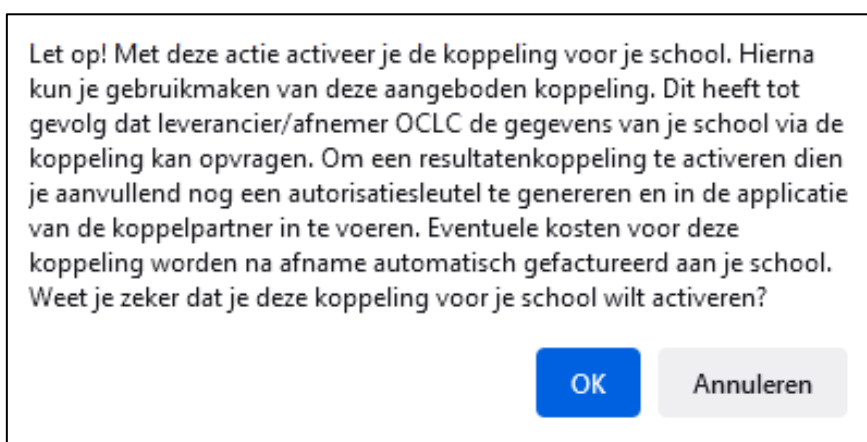 Let op! Met deze actie activeer je de koppeling voor je school. Hierna
kun je gebruikmaken van deze aangeboden koppeling. Dit heeft tot
gevolg dat leverancier/afnemer OCLC de gegevens van je school via de
koppeling kan opvragen. Om een resultatenkoppeling te activeren dien
je aanvullend nog een autorisatiesleutel te genereren en in de applicatie
van de koppelpartner in te voeren. Eventuele kosten voor deze
koppeling worden na afname automatisch gefactureerd aan je school.
Weet je zeker dat je deze koppeling voor je school wilt activeren?
OK Annuleren